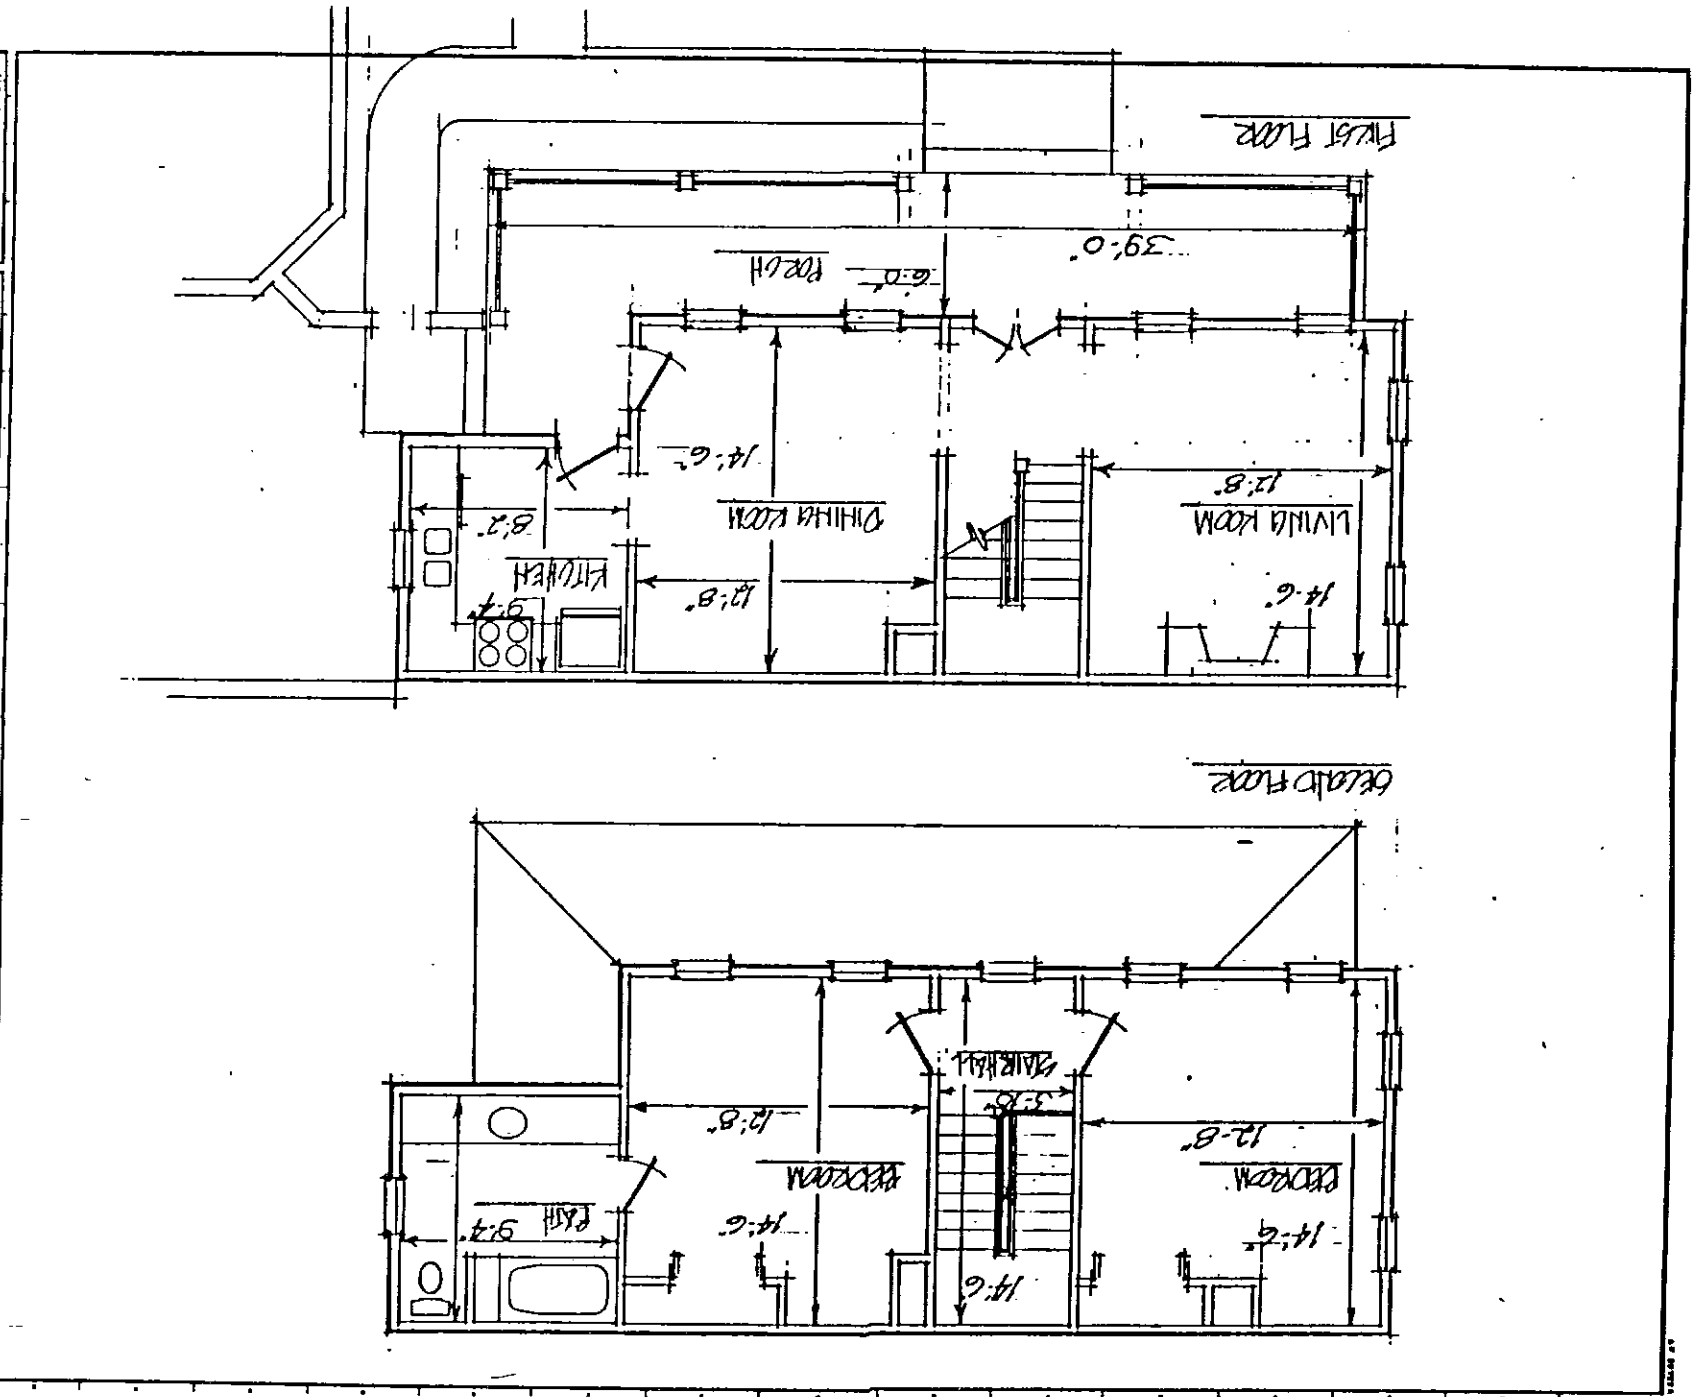 14'-6"
14'-6"
14'-6"
9'-4"
BATH
BEDROOM
BEDROOM
12'-8"
12'-8"
5'-10"
STAIRHALL
SECOND FLOOR
14'-6"
12'-8"
9'-4"
KITCHEN
8'-2"
LIVING ROOM
DINING ROOM
12'-8"
14'-6"
6'-0"
PORCH
39'-0"
FIRST FLOOR